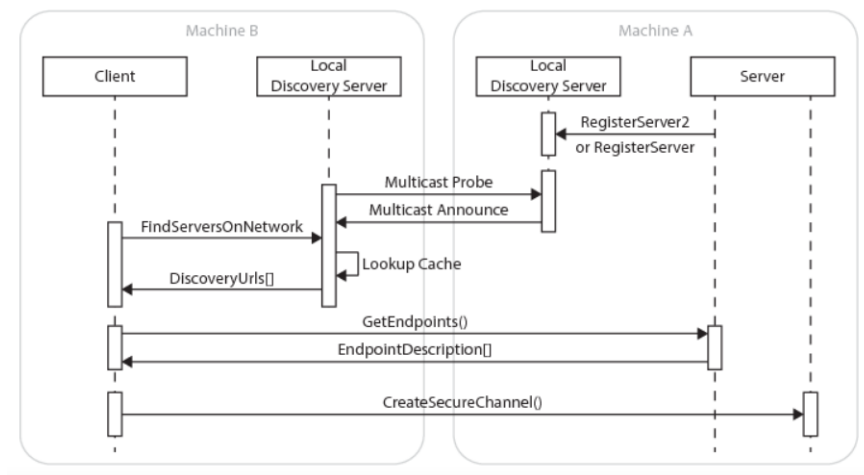 Machine B
Machine A
Client
Local
Discovery Server
Local
Discovery Server
Server
RegisterServer2
or RegisterServer
Multicast Probe
Multicast Announce
FindServersOnNetwork
Lookup Cache
DiscoveryUrls[]
GetEndpoints()
EndpointDescription[]
CreateSecureChannel()